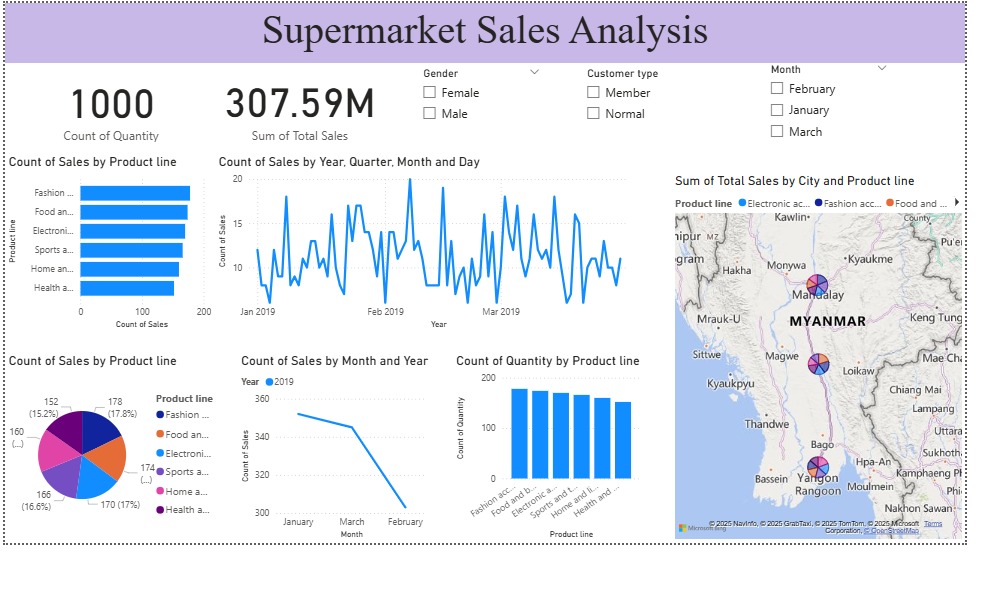 Supermarket Sales Analysis
1000
Count of Quantity
307.59M
Sum of Total Sales
Gender
Female
Male
Customer type
Member
Normal
Month
February
January
March
Count of Sales by Product line
Product line
Fashion ...
Food an...
Electroni...
Sports a...
Home an...
Health a...
0 100 200
Count of Sales
Count of Sales by Year, Quarter, Month and Day
Count of Sales
20
15
10
Jan 2019 Feb 2019 Mar 2019
Year
Sum of Total Sales by City and Product line
Product line Electronic ac... Fashion acc... Food and ...
Kawlin
County
nipur MZ
Pu'er
gram
Hakha
Monywa
Kyaukme
Mandalay
MYANMAR
Mrauk-U
Keng Tung
Sittwe
Magwe
Loikaw
Mae Cha
Kyaukpyu
Chiang Mai
Lampang
Thandwe
Uttara
Bago
Sukhoth
Hpa-An
Kamphaeng P
Bassein
Yangon
Rangoon
Moulmein
Phi
Nakhon Sawan
Microsoft Bing
© 2025 NavInfo, © 2025 GrabTaxi, © 2025 TomTom, © 2025 Microsoft Terms
Corporation, © OpenStreetMap
Count of Sales by Product line
152
(15.2%)
178
(17.8%)
160
(...)
174
(...)
166
(16.6%)
170 (17%)
Product line
Fashion ...
Food an...
Electroni...
Sports a...
Home a...
Health a...
Count of Sales by Month and Year
Year 2019
Count of Sales
360
340
320
300
January March February
Month
Count of Quantity by Product line
Count of Quantity
200
100
0
Fashion acc...
Food and b...
Electronic a...
Sports and t...
Home and li...
Health and ...
Product line